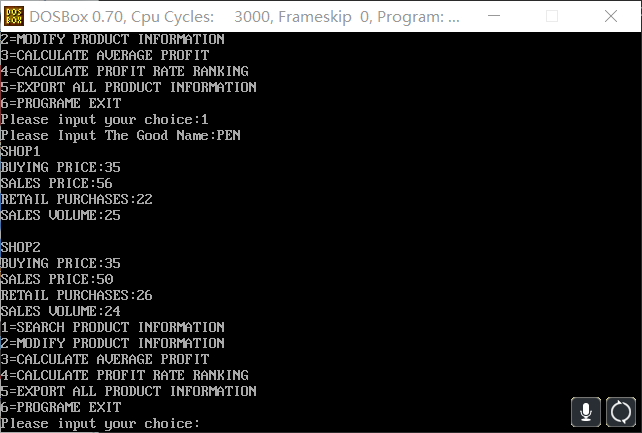 DOS
BOX
DOSBox 0.70, Cpu Cycles: 3000, Frameskip 0, Program: ...
2=MODIFY PRODUCT INFORMATION
3=CALCULATE AVERAGE PROFIT
4=CALCULATE PROFIT RATE RANKING
5=EXPORT ALL PRODUCT INFORMATION
6=PROGRAME EXIT
Please input your choice:1
Please Input The Good Name:PEN
SHOP1
BUYING PRICE:35
SALES PRICE:56
RETAIL PURCHASES:22
SALES VOLUME:25
SHOP2
BUYING PRICE:35
SALES PRICE:50
RETAIL PURCHASES:26
SALES VOLUME:24
1=SEARCH PRODUCT INFORMATION
2=MODIFY PRODUCT INFORMATION
3=CALCULATE AVERAGE PROFIT
4=CALCULATE PROFIT RATE RANKING
5=EXPORT ALL PRODUCT INFORMATION
6=PROGRAME EXIT
Please input your choice: